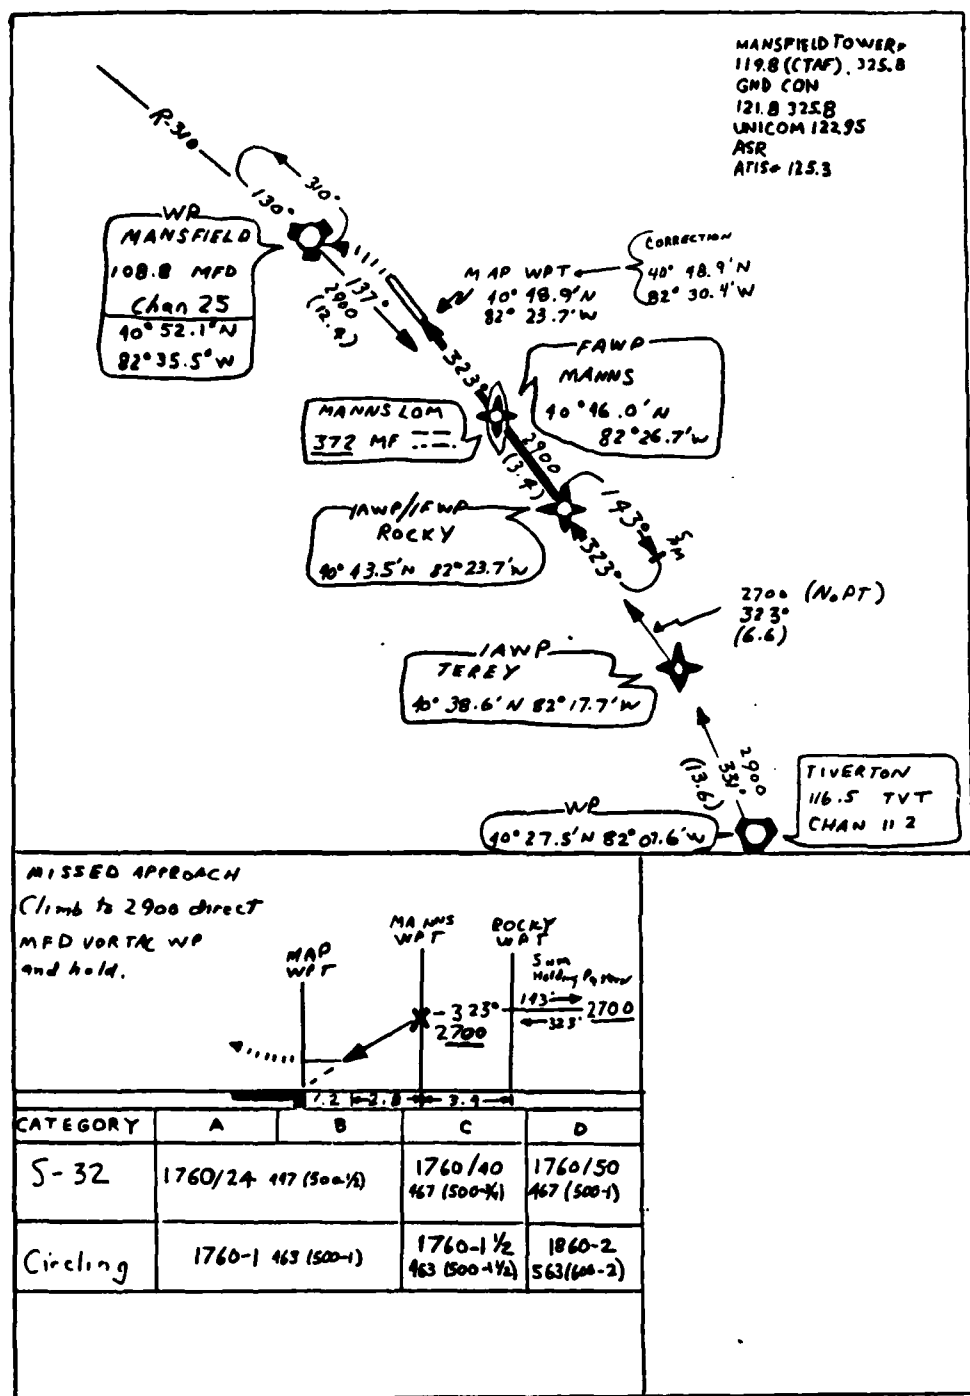 MANSFIELD TOWER
119.8 (CTAF), 325.8
GND CON
121.8 325.8
UNICOM 122.95
ASR
ATIS 125.3
R-310
310°
130°
WP
MANSFIELD
108.8 MFD
Chan 25
40° 52.1'N
82° 35.5'W
137°
2900
CORRECTION
40° 48.9'N
82° 30.4'W
MAP WPT
40° 48.9'N
82° 23.7'W
323°
FAWP
MANNS
40° 46.0'N
82° 26.7'W
MANNS LOM
372 MF
2900
(3.4)
IAWP/IFWP
ROCKY
40° 43.5'N 82° 23.7'W
143°
323°
2700 (NoPT)
323°
(6.6)
IAWP
TEREY
40° 38.6'N 82° 17.7'W
2900
331°
(13.6)
TIVERTON
116.5 TVT
CHAN 112
WP
40° 27.5'N 82° 07.6'W
MISSED APPROACH
Climb to 2900 direct
MFD VORTAC WP
and hold.
MAP
WPT
MANNS
WPT
ROCKY
WPT
5 nm
Holding Pattern
323°
2700
143°
323°
2700
1.2 2.8 3.4
CATEGORY A B C D
S-32 1760/24 447 (500-½) 1760/40 1760/50
467 (500-¾) 467 (500-1)
Circling 1760-1 463 (500-1) 1760-1½ 1860-2
463 (500-1½) 563 (600-2)